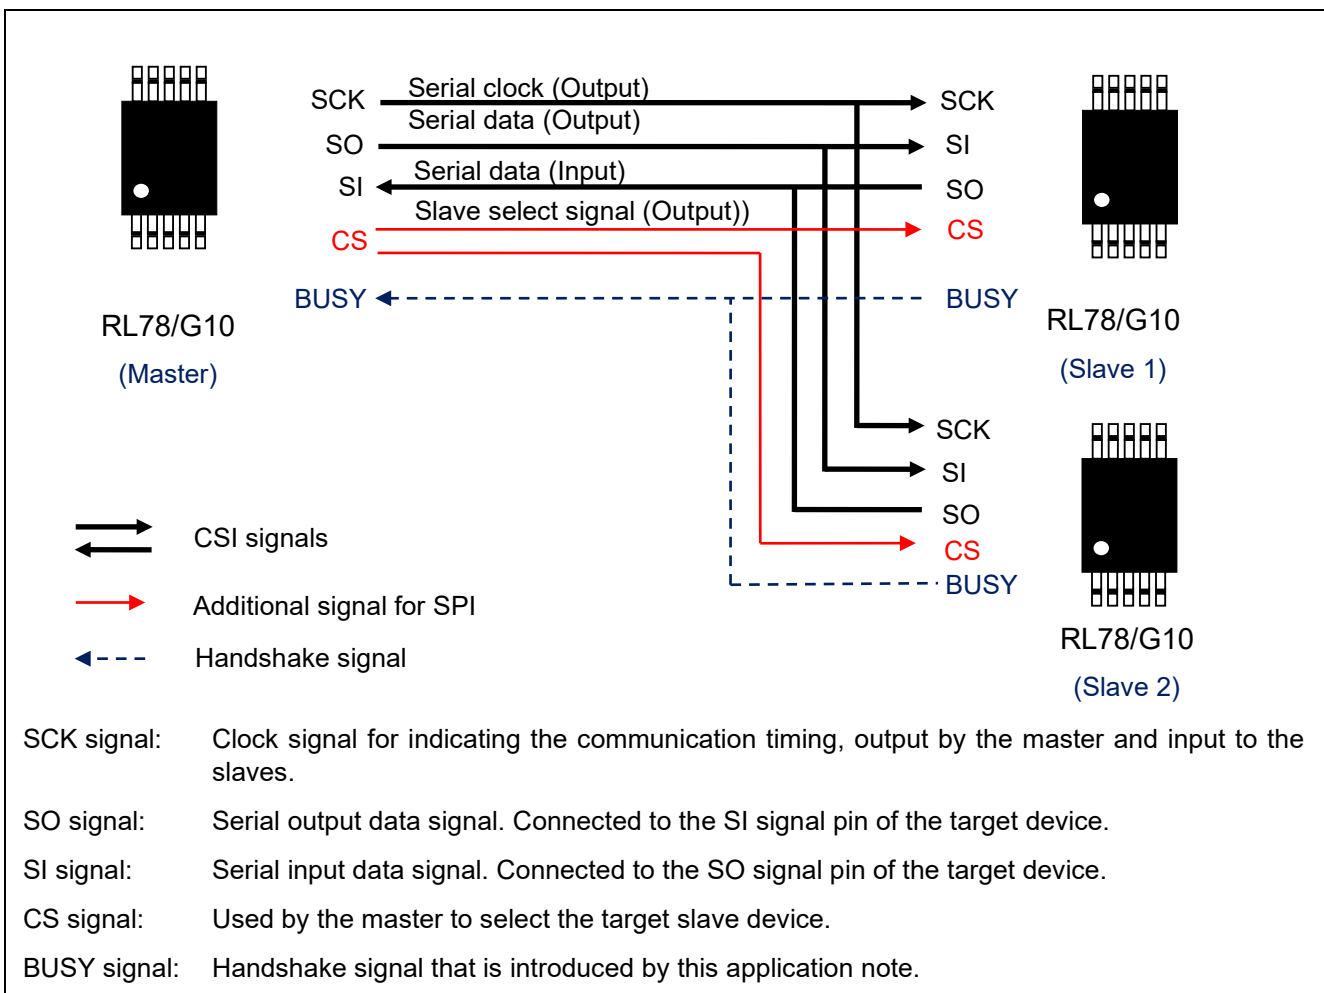 SCK Serial clock (Output) SCK
SO Serial data (Output) SI
SI Serial data (Input) SO
CS Slave select signal (Output)) CS
BUSY BUSY
RL78/G10
(Master)
RL78/G10
(Slave 1)
SCK
SI
SO
CS
BUSY
RL78/G10
(Slave 2)
CSI signals
Additional signal for SPI
Handshake signal
SCK signal: Clock signal for indicating the communication timing, output by the master and input to the
slaves.
SO signal: Serial output data signal. Connected to the SI signal pin of the target device.
SI signal: Serial input data signal. Connected to the SO signal pin of the target device.
CS signal: Used by the master to select the target slave device.
BUSY signal: Handshake signal that is introduced by this application note.